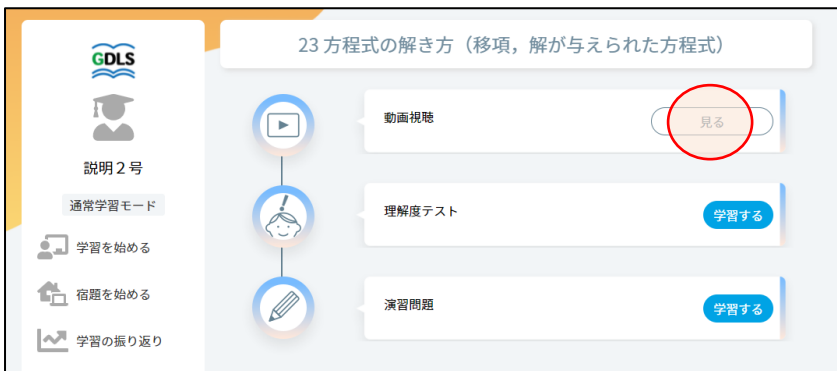 GDLS
説明２号
通常学習モード
学習を始める
宿題を始める
学習の振り返り
23 方程式の解き方（移項，解が与えられた方程式）
動画視聴
見る
理解度テスト
学習する
演習問題
学習する